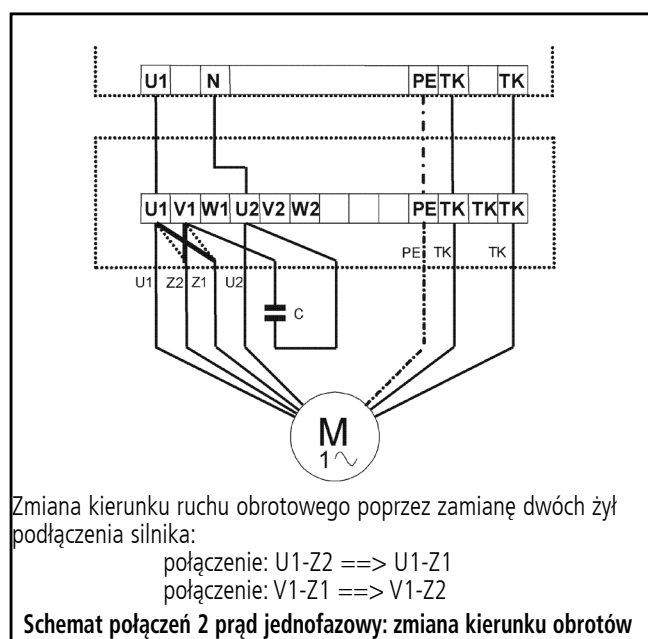 U1 N PE TK TK
U1 V1 W1 U2 V2 W2 PE TK TK TK
PE TK TK
U1 Z2 Z1 U2
C
M
1
Zmiana kierunku ruchu obrotowego poprzez zamianę dwóch żył
podłączenia silnika:
połączenie: U1-Z2 ==> U1-Z1
połączenie: V1-Z1 ==> V1-Z2
Schemat połączeń 2 prąd jednofazowy: zmiana kierunku obrotów